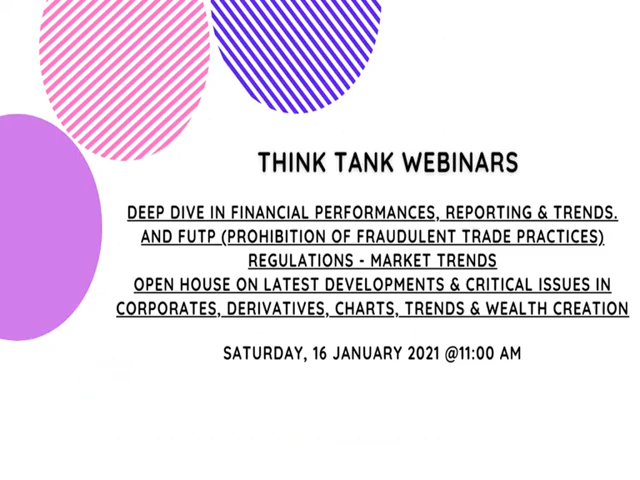 THINK TANK WEBINARS
DEEP DIVE IN FINANCIAL PERFORMANCES, REPORTING & TRENDS.
AND FUTP (PROHIBITION OF FRAUDULENT TRADE PRACTICES)
REGULATIONS - MARKET TRENDS
OPEN HOUSE ON LATEST DEVELOPMENTS & CRITICAL ISSUES IN
CORPORATES, DERIVATIVES, CHARTS, TRENDS & WEALTH CREATION
SATURDAY, 16 JANUARY 2021 @11:00 AM